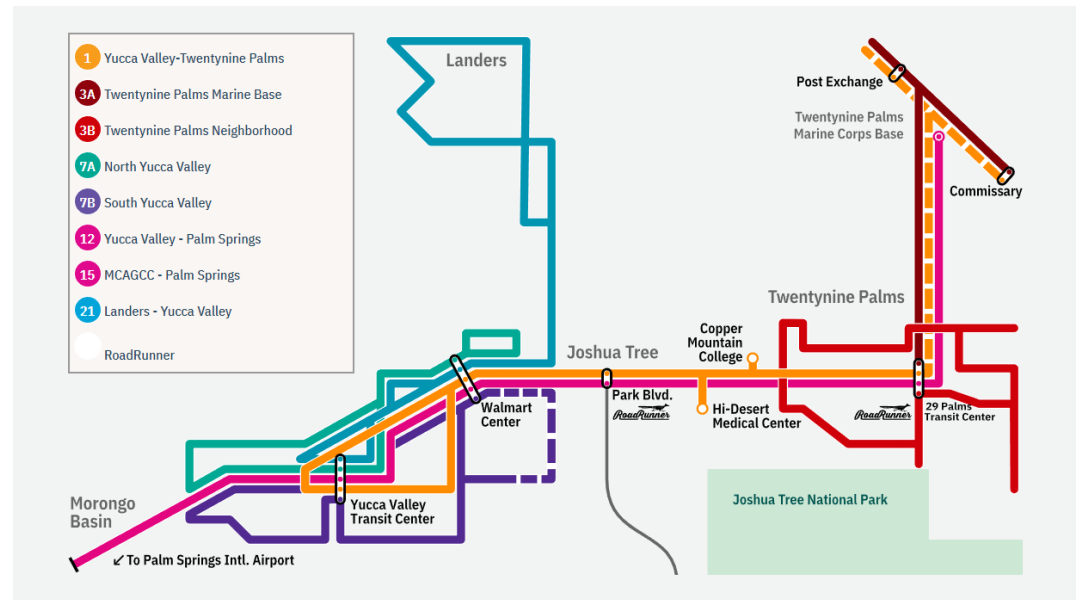 1 Yucca Valley-Twentynine Palms
3A Twentynine Palms Marine Base
3B Twentynine Palms Neighborhood
7A North Yucca Valley
7B South Yucca Valley
12 Yucca Valley - Palm Springs
15 MCAGCC - Palm Springs
21 Landers - Yucca Valley
RoadRunner
Landers
Post Exchange
Twentynine Palms
Marine Corps Base
Commissary
Twentynine Palms
Copper
Mountain
College
Joshua Tree
Park Blvd.
RoadRunner
Hi-Desert
Medical Center
RoadRunner
29 Palms
Transit Center
Walmart
Center
Yucca Valley
Transit Center
Morongo
Basin
↙To Palm Springs Intl. Airport
Joshua Tree National Park